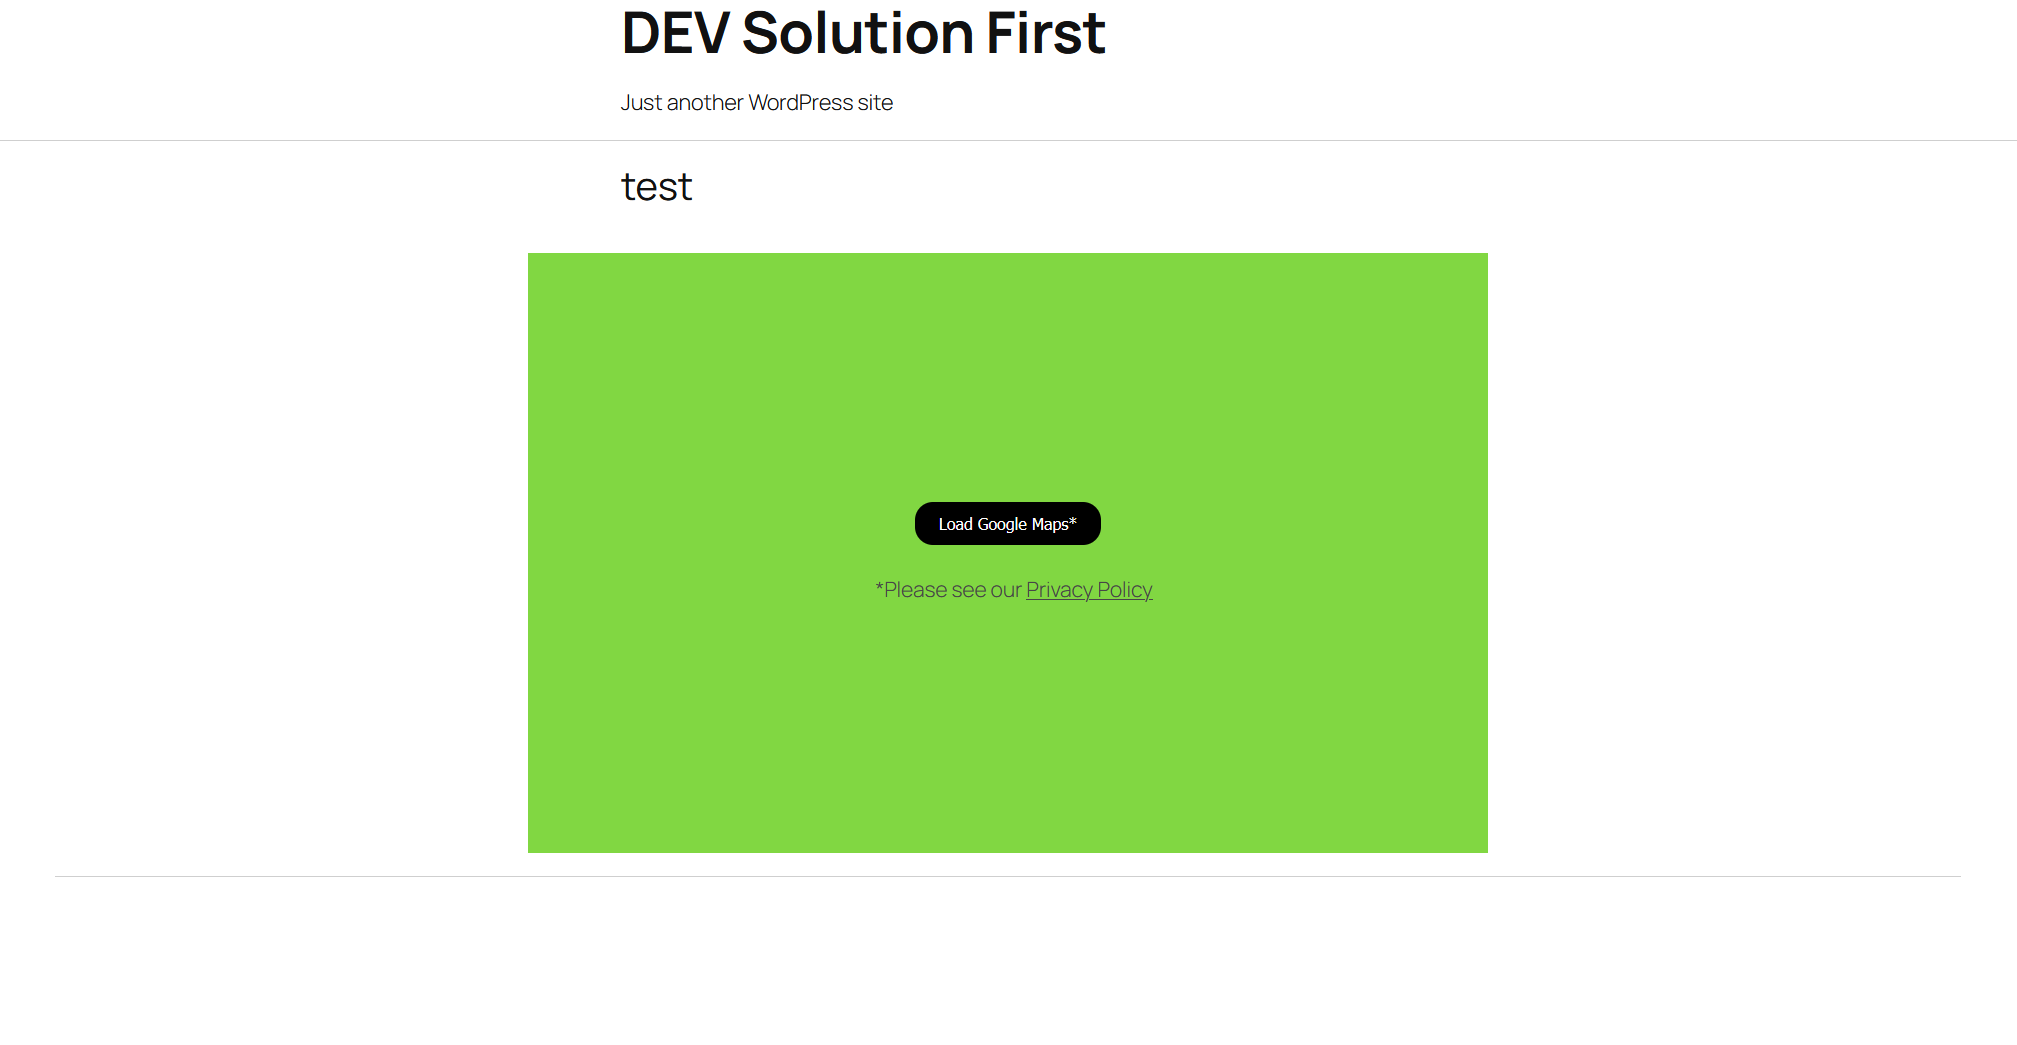 DEV Solution First
Just another WordPress site
test
Load Google Maps*
*Please see our Privacy Policy